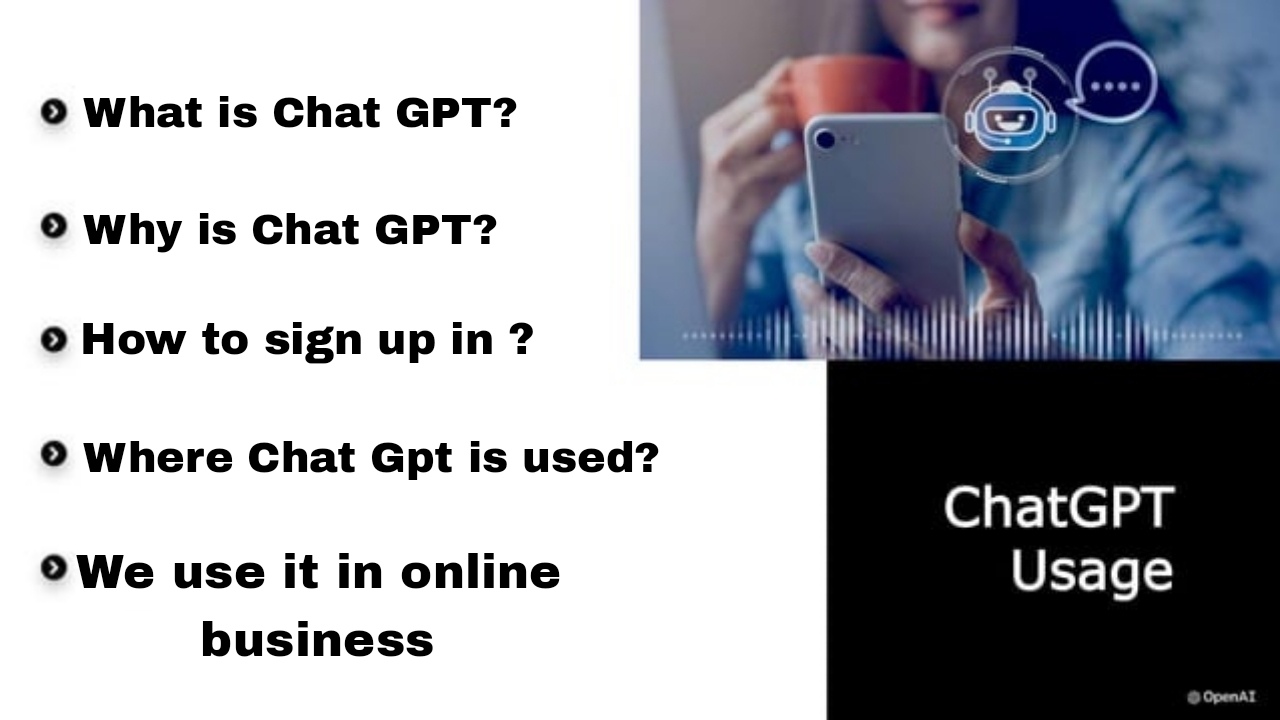 What is Chat GPT?
Why is Chat GPT?
How to sign up in ?
Where Chat Gpt is used?
We use it in online
business
ChatGPT
Usage
OpenAI